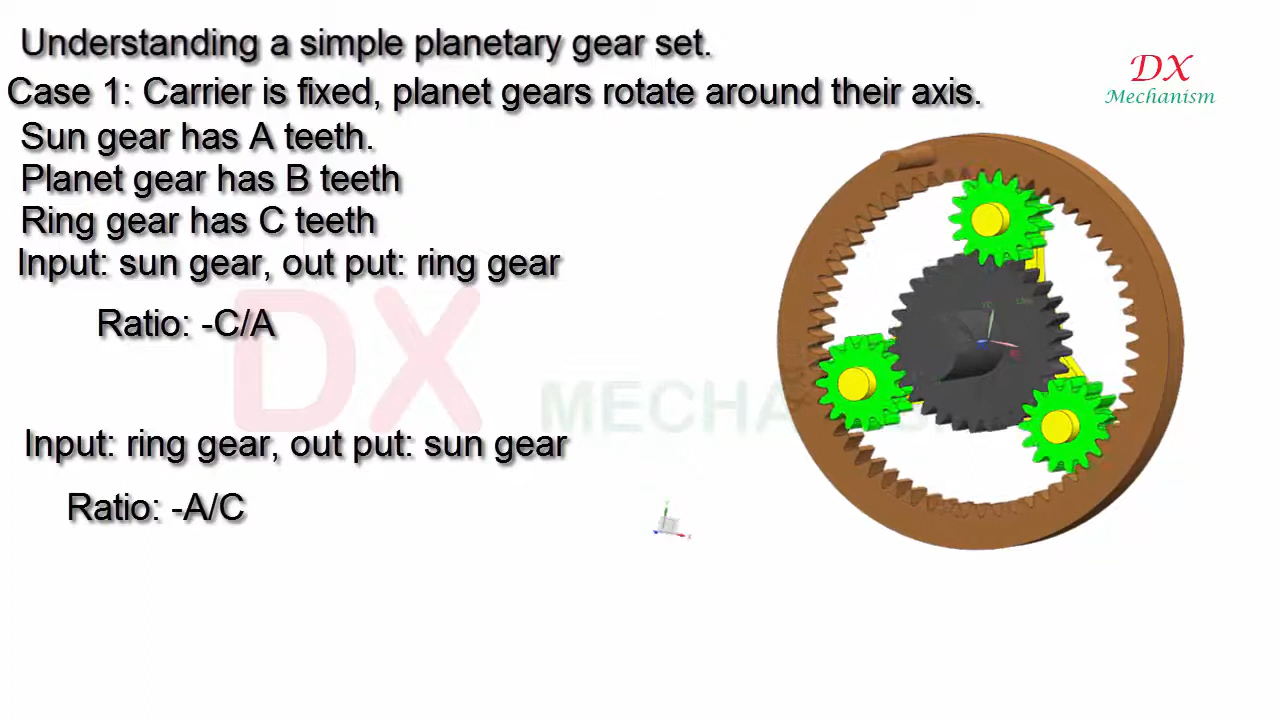 Understanding a simple planetary gear set.
Case 1: Carrier is fixed, planet gears rotate around their axis.
Sun gear has A teeth.
Planet gear has B teeth
Ring gear has C teeth
Input: sun gear, out put: ring gear
Ratio: -C/A
Input: ring gear, out put: sun gear
Ratio: -A/C
DX
Mechanism
DX